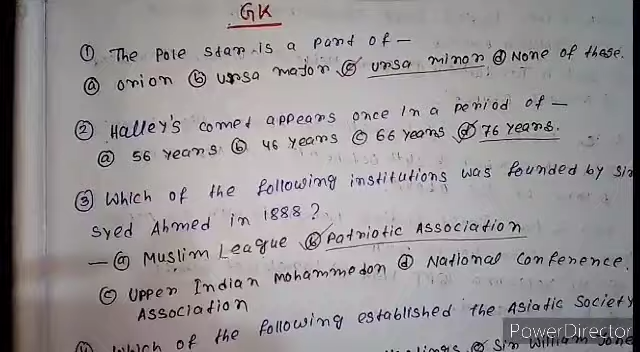 GK
① The Pole star is a part of —
ⓐ orion ⓑ ursa major ⓒ ursa minor ⓓ None of these.
② Halley's comet appears once in a period of —
ⓐ 56 years ⓑ 46 years ⓒ 66 years ⓓ 76 years.
③ Which of the following institutions was founded by sir
syed Ahmed in 1888?
— ⓐ Muslim League ⓑ Patriotic Association
ⓒ Upper Indian mohammedon ⓓ National Conference.
Association
Which of the following established the Asiatic Society
ⓒ Sir William Jone
PowerDirector